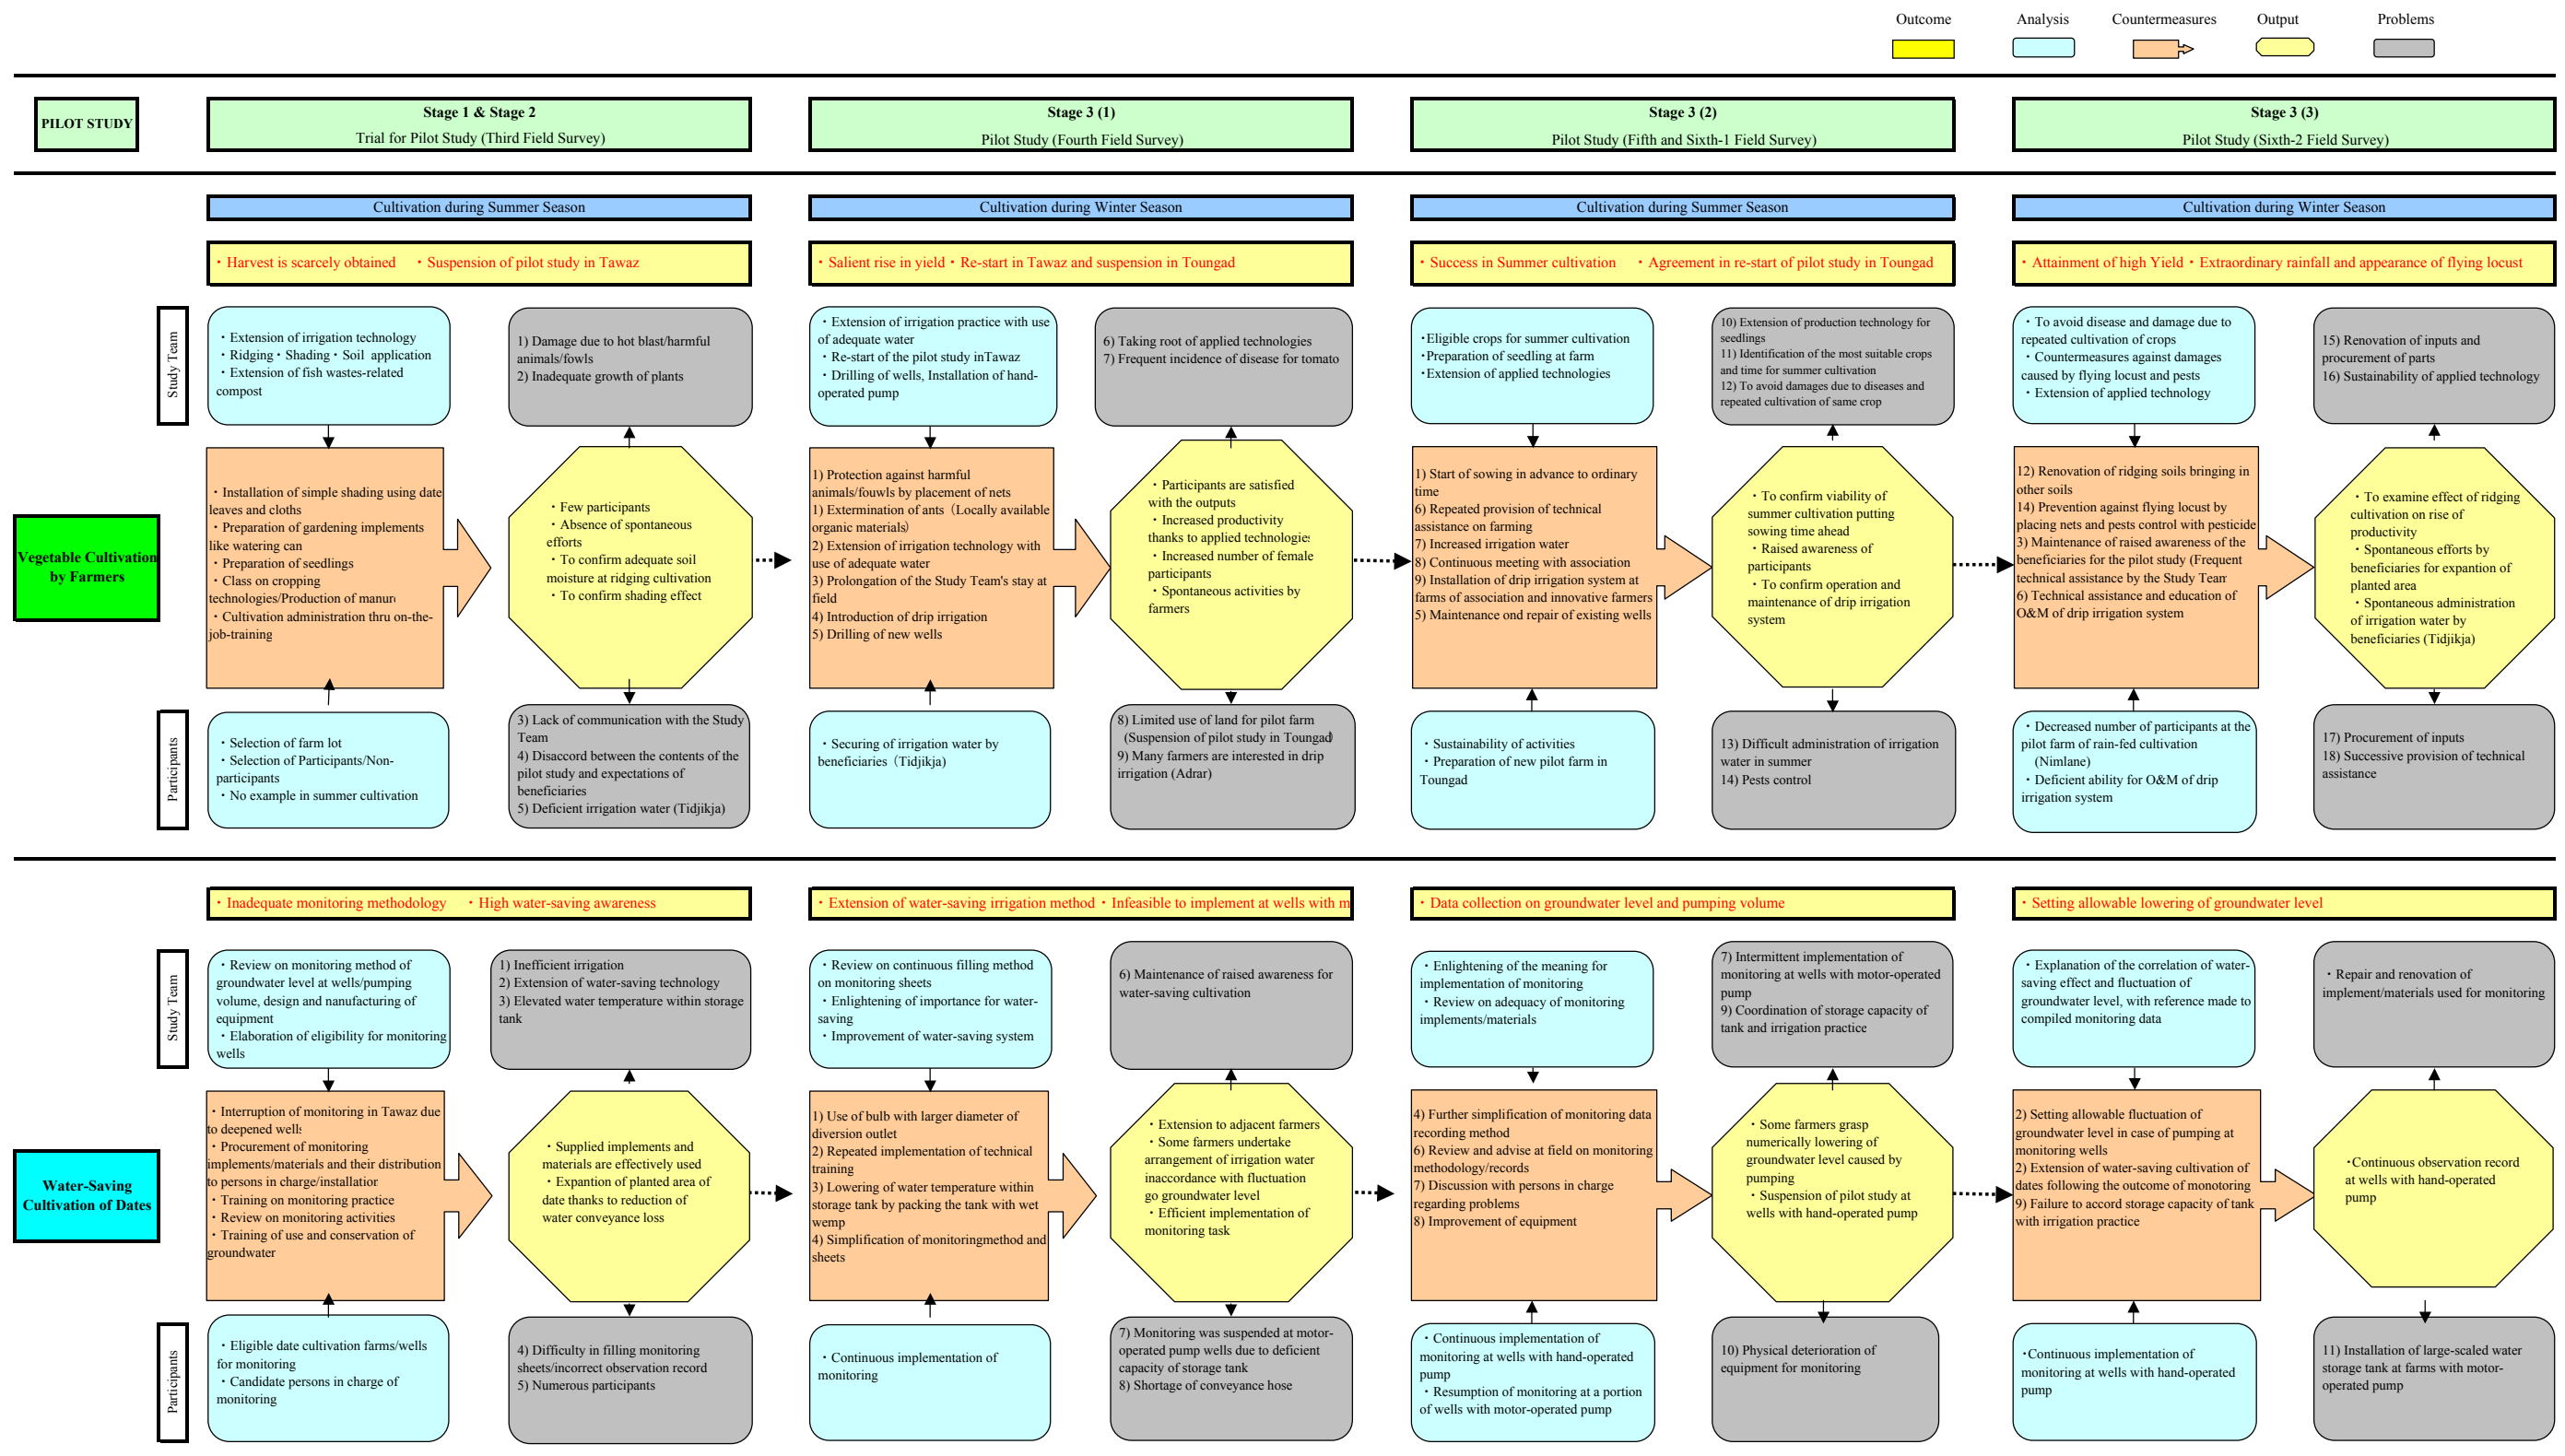 Outcome Analysis Countermeasures Output Problems
PILOT STUDY
Stage 1 & Stage 2
Trial for Pilot Study (Third Field Survey)
Stage 3 (1)
Pilot Study (Fourth Field Survey)
Stage 3 (2)
Pilot Study (Fifth and Sixth-1 Field Survey)
Stage 3 (3)
Pilot Study (Sixth-2 Field Survey)
Cultivation during Summer Season
Cultivation during Winter Season
Cultivation during Summer Season
Cultivation during Winter Season
・Harvest is scarcely obtained ・Suspension of pilot study in Tawaz
・Salient rise in yield・Re-start in Tawaz and suspension in Toungad
・Success in Summer cultivation ・Agreement in re-start of pilot study in Toungad
・Attainment of high Yield・Extraordinary rainfall and appearance of flying locust
Vegetable Cultivation
by Farmers
Study Team
・Extension of irrigation technology
・Ridging・Shading・Soil application
・Extension of fish wastes-related
compost
1) Damage due to hot blast/harmful
animals/fowls
2) Inadequate growth of plants
・Extension of irrigation practice with use
of adequate water
・Re-start of the pilot study inTawaz
・Drilling of wells, Installation of hand-
operated pump
6) Taking root of applied technologies
7) Frequent incidence of disease for tomato
・Eligible crops for summer cultivation
・Preparation of seedling at farm
・Extension of applied technologies
10) Extension of production technology for
seedlings
11) Identification of the most suitable crops
and time for summer cultivation
12) To avoid damages due to diseases and
repeated cultivation of same crop
・To avoid disease and damage due to
repeated cultivation of crops
・Countermeasures against damages
caused by flying locust and pests
・Extension of applied technology
15) Renovation of inputs and
procurement of parts
16) Sustainability of applied technology
・Installation of simple shading using date
leaves and cloths
・Preparation of gardening implements
like watering can
・Preparation of seedlings
・Class on cropping
technologies/Production of manure
・Cultivation administration thru on-the-
job-training
・Few participants
・Absence of spontaneous
efforts
・To confirm adequate soil
moisture at ridging cultivation
・To confirm shading effect
1) Protection against harmful
animals/fouwls by placement of nets
1) Extermination of ants（Locally available
organic materials)
2) Extension of irrigation technology with
use of adequate water
3) Prolongation of the Study Team's stay at
field
4) Introduction of drip irrigation
5) Drilling of new wells
・Participants are satisfied
with the outputs
・Increased productivity
thanks to applied technologies
・Increased number of female
participants
・Spontaneous activities by
farmers
1) Start of sowing in advance to ordinary
time
6) Repeated provision of technical
assistance on farming
7) Increased irrigation water
8) Continuous meeting with association
9) Installation of drip irrigation system at
farms of association and innovative farmers
5) Maintenance ond repair of existing wells
・To confirm viability of
summer cultivation putting
sowing time ahead
・Raised awareness of
participants
・To confirm operation and
maintenance of drip irrigation
system
12) Renovation of ridging soils bringing in
other soils
14) Prevention against flying locust by
placing nets and pests control with pesticide
3) Maintenance of raised awareness of the
beneficiaries for the pilot study (Frequent
technical assistance by the Study Team
6) Technical assistance and education of
O&M of drip irrigation system
・To examine effect of ridging
cultivation on rise of
productivity
・Spontaneous efforts by
beneficiaries for expantion of
planted area
・Spontaneous administration
of irrigation water by
beneficiaries (Tidjikja)
Participants
・Selection of farm lot
・Selection of Participants/Non-
participants
・No example in summer cultivation
3) Lack of communication with the Study
Team
4) Disaccord between the contents of the
pilot study and expectations of
beneficiaries
5) Deficient irrigation water (Tidjikja)
・Securing of irrigation water by
beneficiaries（Tidjikja)
8) Limited use of land for pilot farm
(Suspension of pilot study in Toungad)
9) Many farmers are interested in drip
irrigation (Adrar)
・Sustainability of activities
・Preparation of new pilot farm in
Toungad
13) Difficult administration of irrigation
water in summer
14) Pests control
・Decreased number of participants at the
pilot farm of rain-fed cultivation
(Nimlane)
・Deficient ability for O&M of drip
irrigation system
17) Procurement of inputs
18) Successive provision of technical
assistance
・Inadequate monitoring methodology ・High water-saving awareness
・Extension of water-saving irrigation method・Infeasible to implement at wells with m
・Data collection on groundwater level and pumping volume
・Setting allowable lowering of groundwater level
Water-Saving
Cultivation of Dates
Study Team
・Review on monitoring method of
groundwater level at wells/pumping
volume, design and nanufacturing of
equipment
・Elaboration of eligibility for monitoring
wells
1) Inefficient irrigation
2) Extension of water-saving technology
3) Elevated water temperature within storage
tank
・Review on continuous filling method
on monitoring sheets
・Enlightening of importance for water-
saving
・Improvement of water-saving system
6) Maintenance of raised awareness for
water-saving cultivation
・Enlightening of the meaning for
implementation of monitoring
・Review on adequacy of monitoring
implements/materials
7) Intermittent implementation of
monitoring at wells with motor-operated
pump
9) Coordination of storage capacity of
tank and irrigation practice
・Explanation of the correlation of water-
saving effect and fluctuation of
groundwater level, with reference made to
compiled monitoring data
・Repair and renovation of
implement/materials used for monitoring
・Interruption of monitoring in Tawaz due
to deepened wells
・Procurement of monitoring
implements/materials and their distribution
to persons in charge/installation
・Training on monitoring practice
・Review on monitoring activities
・Training of use and conservation of
groundwater
・Supplied implements and
materials are effectively used
・Expantion of planted area of
date thanks to reduction of
water conveyance loss
1) Use of bulb with larger diameter of
diversion outlet
2) Repeated implementation of technical
training
3) Lowering of water temperature within
storage tank by packing the tank with wet
wemp
4) Simplification of monitoringmethod and
sheets
・Extension to adjacent farmers
・Some farmers undertake
arrangement of irrigation water
inaccordance with fluctuation
go groundwater level
・Efficient implementation of
monitoring task
4) Further simplification of monitoring data
recording method
6) Review and advise at field on monitoring
methodology/records
7) Discussion with persons in charge
regarding problems
8) Improvement of equipment
・Some farmers grasp
numerically lowering of
groundwater level caused by
pumping
・Suspension of pilot study at
wells with hand-operated pump
2) Setting allowable fluctuation of
groundwater level in case of pumping at
monitoring wells
2) Extension of water-saving cultivation of
dates following the outcome of monotoring
9) Failure to accord storage capacity of tank
with irrigation practice
・Continuous observation record
at wells with hand-operated
pump
Participants
・Eligible date cultivation farms/wells
for monitoring
・Candidate persons in charge of
monitoring
4) Difficulty in filling monitoring
sheets/incorrect observation record
5) Numerous participants
・Continuous implementation of
monitoring
7) Monitoring was suspended at motor-
operated pump wells due to deficient
capacity of storage tank
8) Shortage of conveyance hose
・Continuous implementation of
monitoring at wells with hand-operated
pump
・Resumption of monitoring at a portion
of wells with motor-operated pump
10) Physical deterioration of
equipment for monitoring
・Continuous implementation of
monitoring at wells with hand-operated
pump
11) Installation of large-scaled water
storage tank at farms with motor-
operated pump